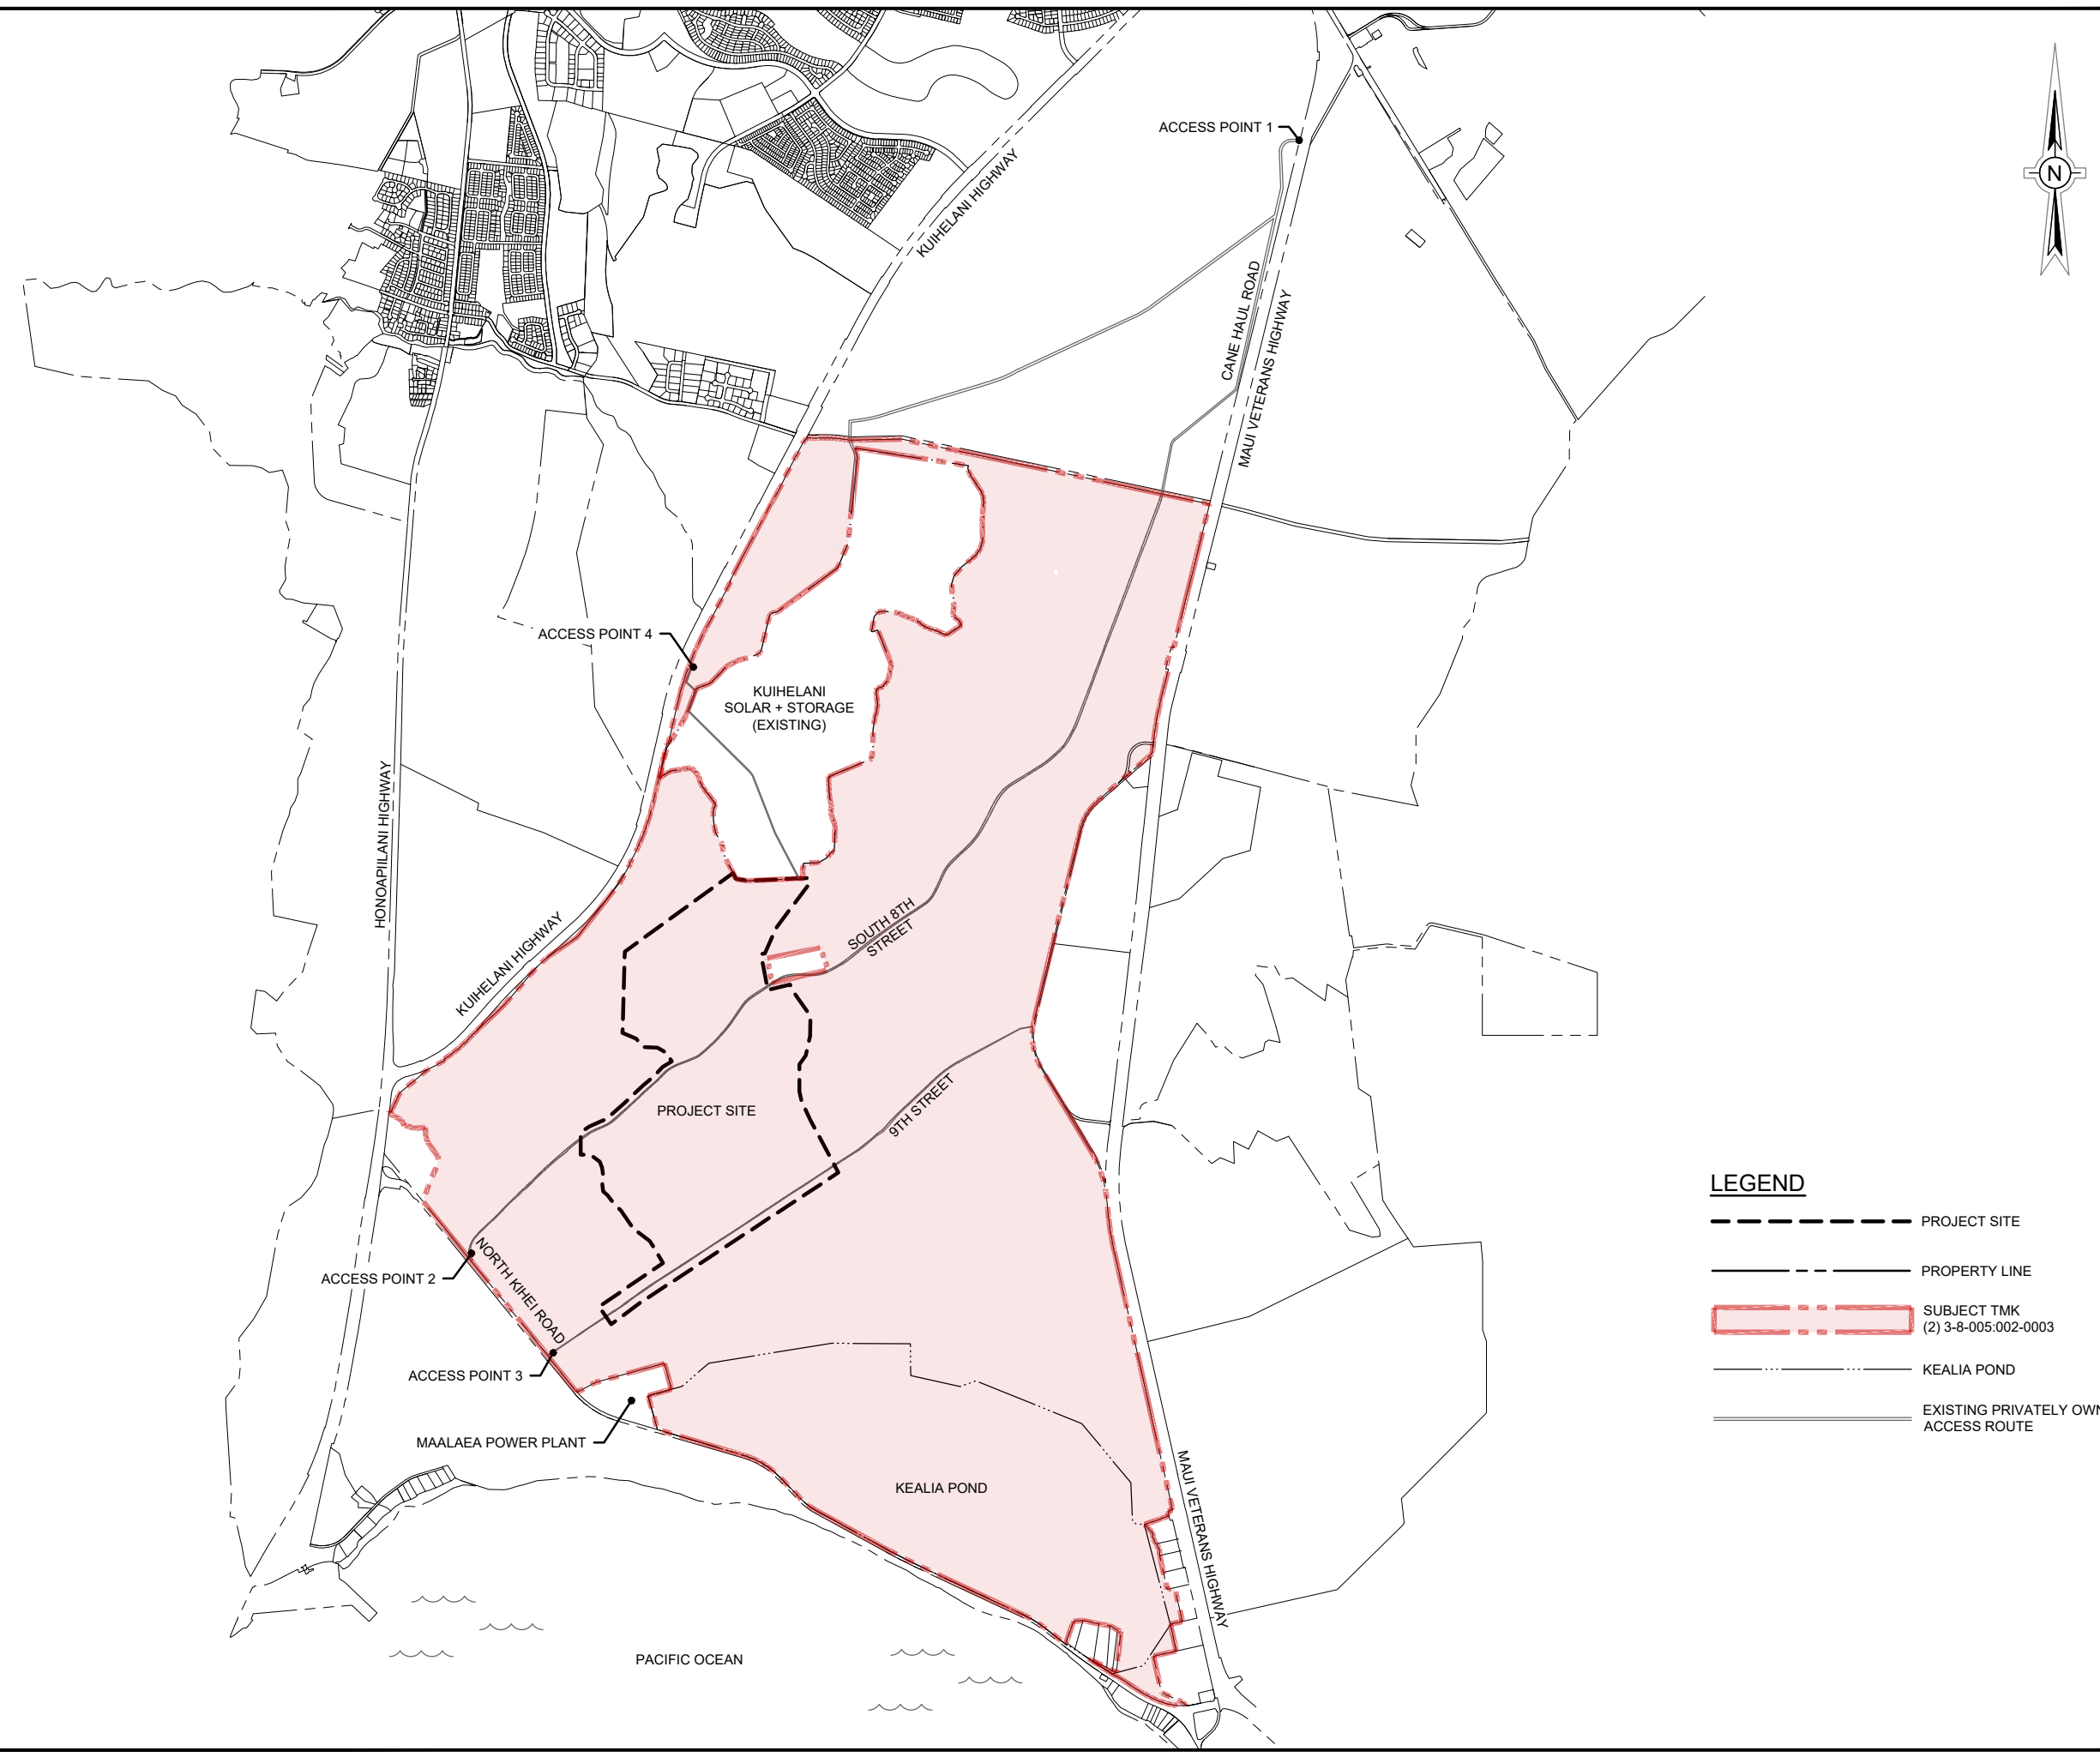 ACCESS POINT 1
N
KUIHELANI HIGHWAY
CANE HAUL ROAD
MAUI VETERANS HIGHWAY
ACCESS POINT 4
KUIHELANI
SOLAR + STORAGE
(EXISTING)
HONOAPIILANI HIGHWAY
KUIHELANI HIGHWAY
SOUTH 8TH
STREET
9TH STREET
PROJECT SITE
NORTH KIHEI ROAD
ACCESS POINT 2
ACCESS POINT 3
MAALAEA POWER PLANT
KEALIA POND
MAUI VETERANS HIGHWAY
PACIFIC OCEAN
LEGEND
PROJECT SITE
PROPERTY LINE
SUBJECT TMK
(2) 3-8-005:002-0003
KEALIA POND
EXISTING PRIVATELY OWN
ACCESS ROUTE